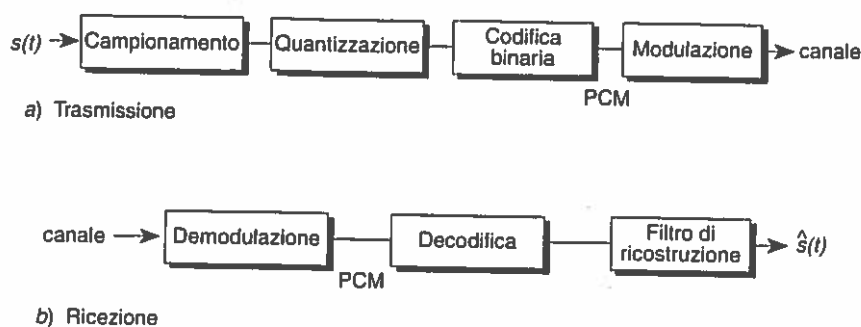 s(t)
Campionamento
Quantizzazione
Codifica
binaria
Modulazione
canale
PCM
a) Trasmissione
canale
Demodulazione
Decodifica
Filtro di
ricostruzione
ŝ(t)
PCM
b) Ricezione